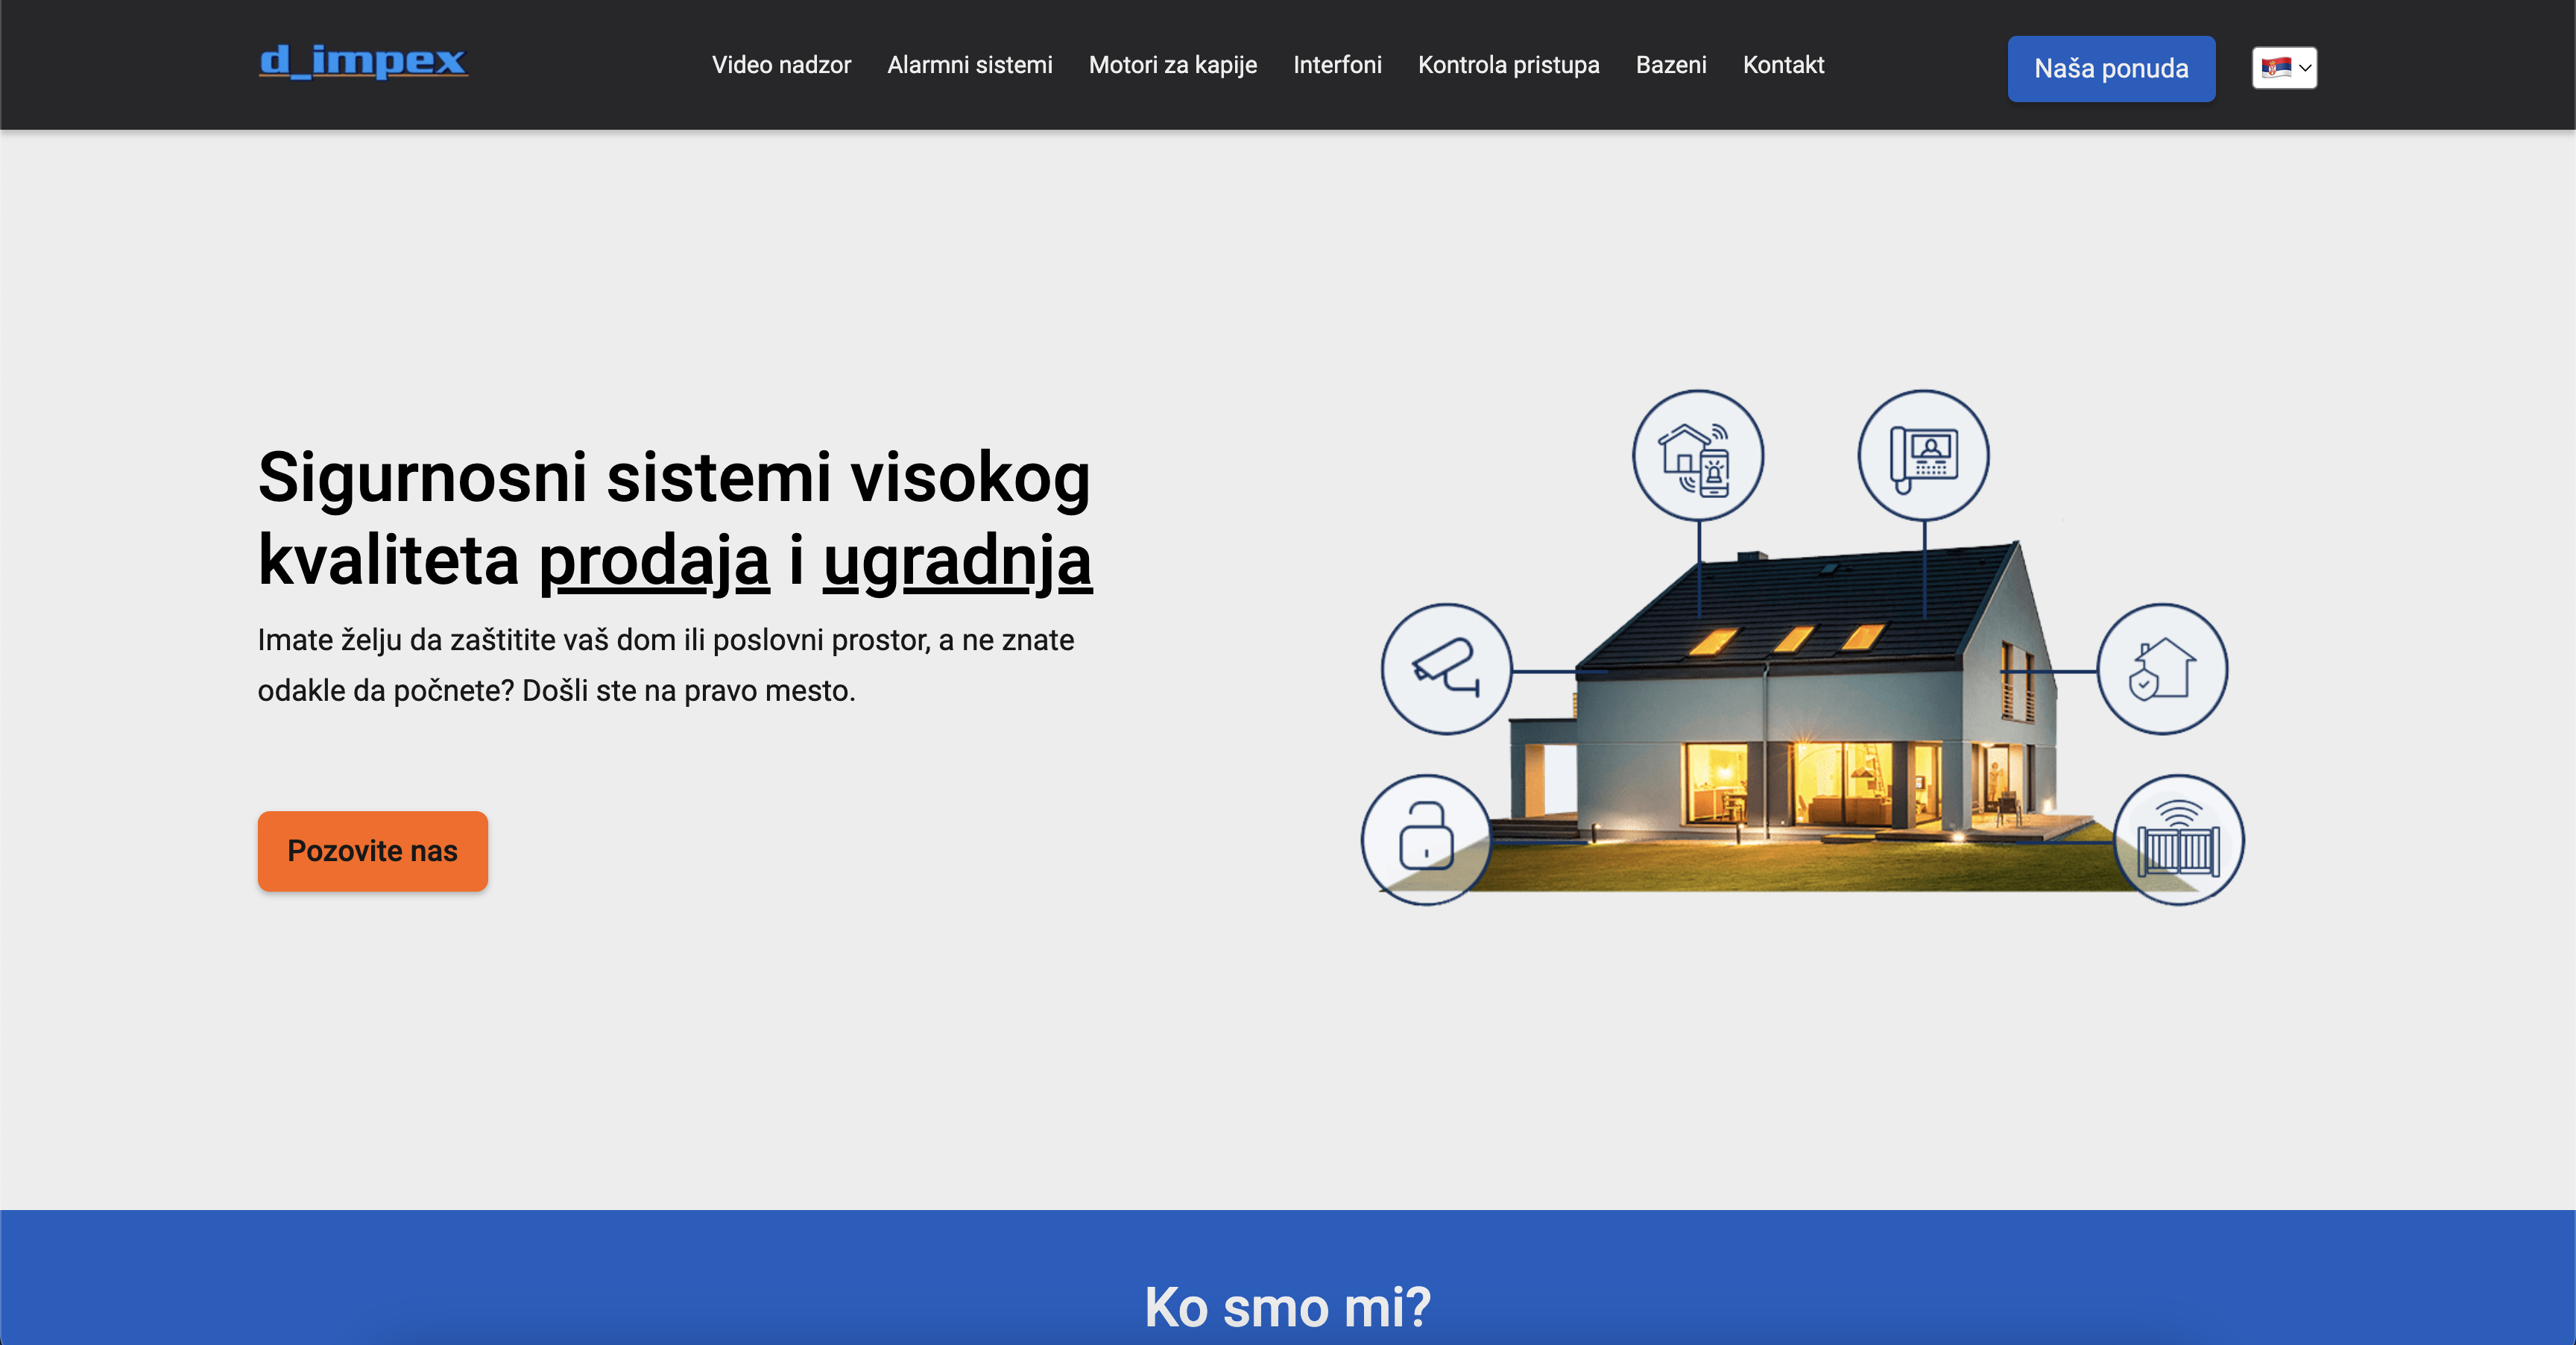 d_impex
Video nadzor
Alarmni sistemi
Motori za kapije
Interfoni
Kontrola pristupa
Bazeni
Kontakt
Naša ponuda
Sigurnosni sistemi visokog
kvaliteta prodaja i ugradnja
Imate želju da zaštitite vaš dom ili poslovni prostor, a ne znate
odakle da počnete? Došli ste na pravo mesto.
Pozovite nas
Ko smo mi?